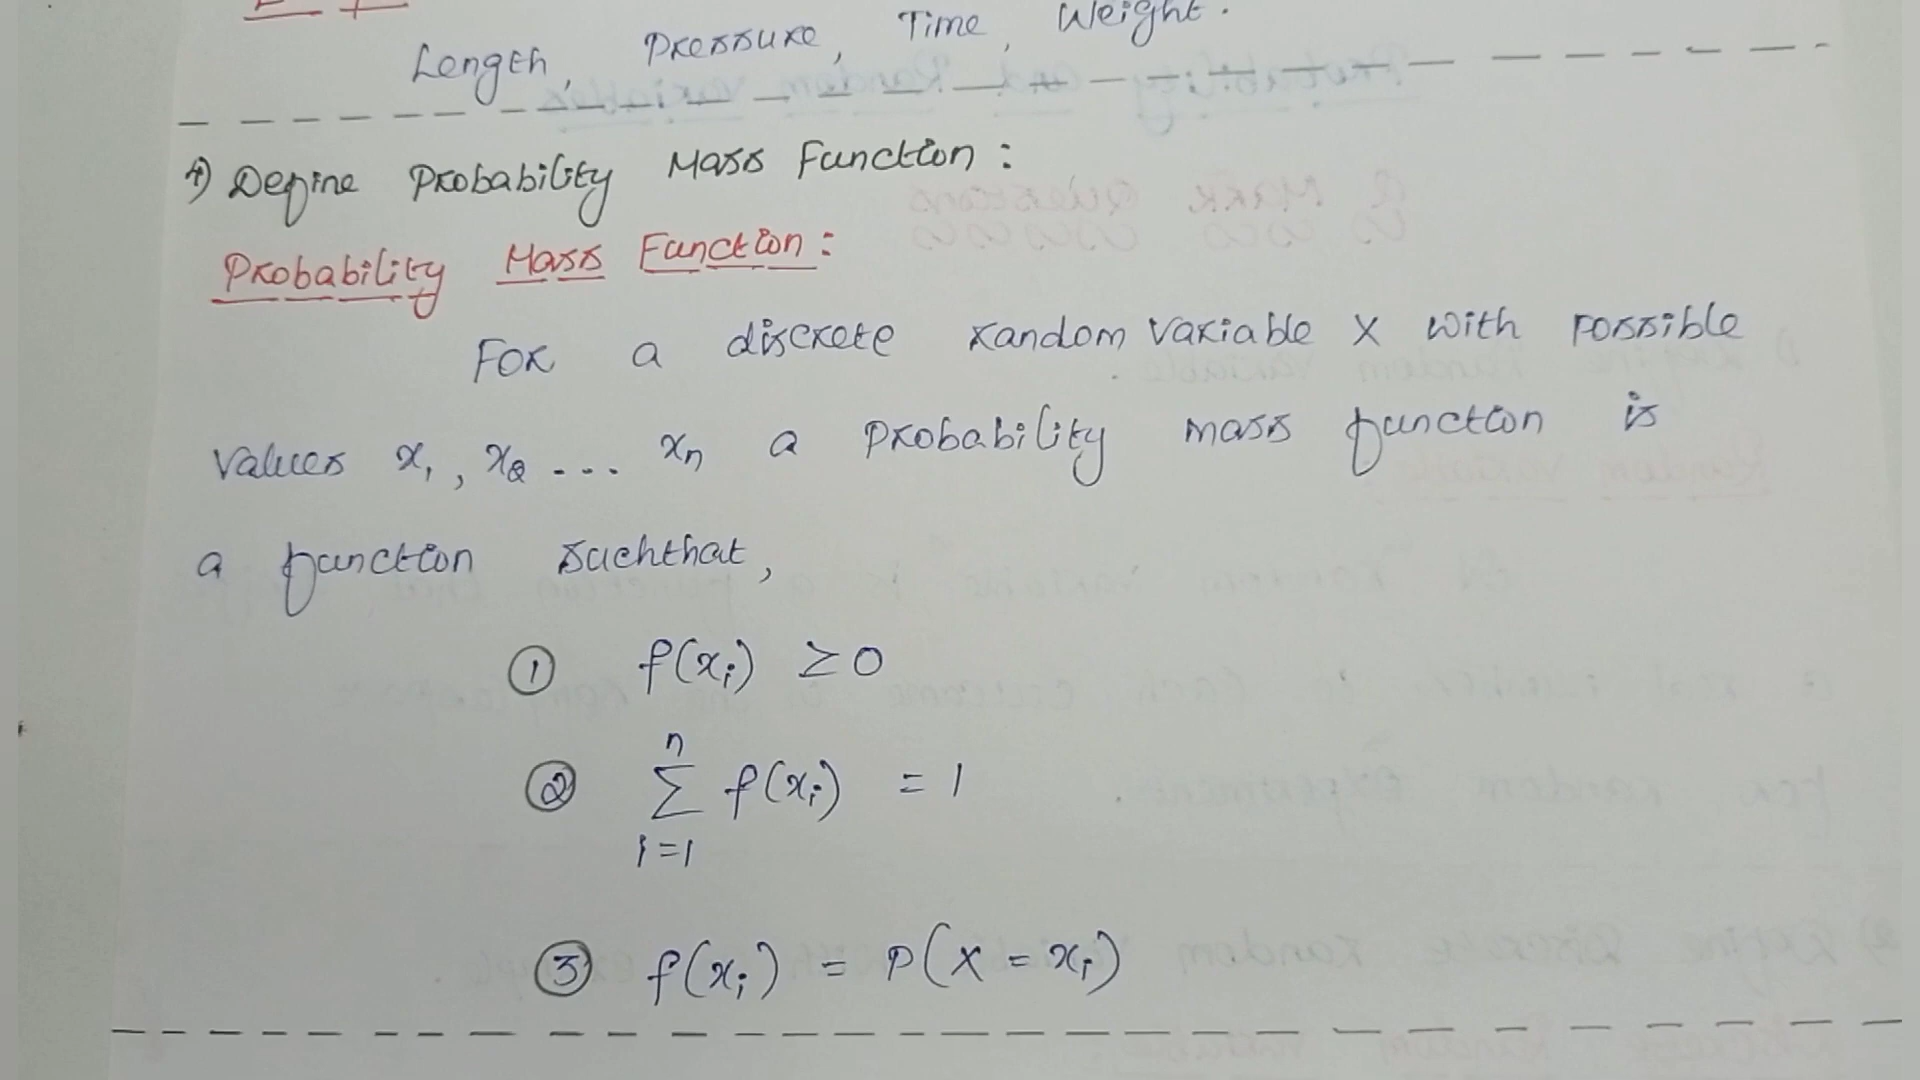 Length, Pressure, Time, Weight.
4) Define Probability Mass Function :
Probability Mass Function :
For a discrete random variable X with possible
values x₁, x₂ ... xₙ a probability mass function is
a function suchthat,
① f(xᵢ) ≥ 0
② n
∑ f(xᵢ) = 1
i=1
③ f(xᵢ) = P(X = xᵢ)